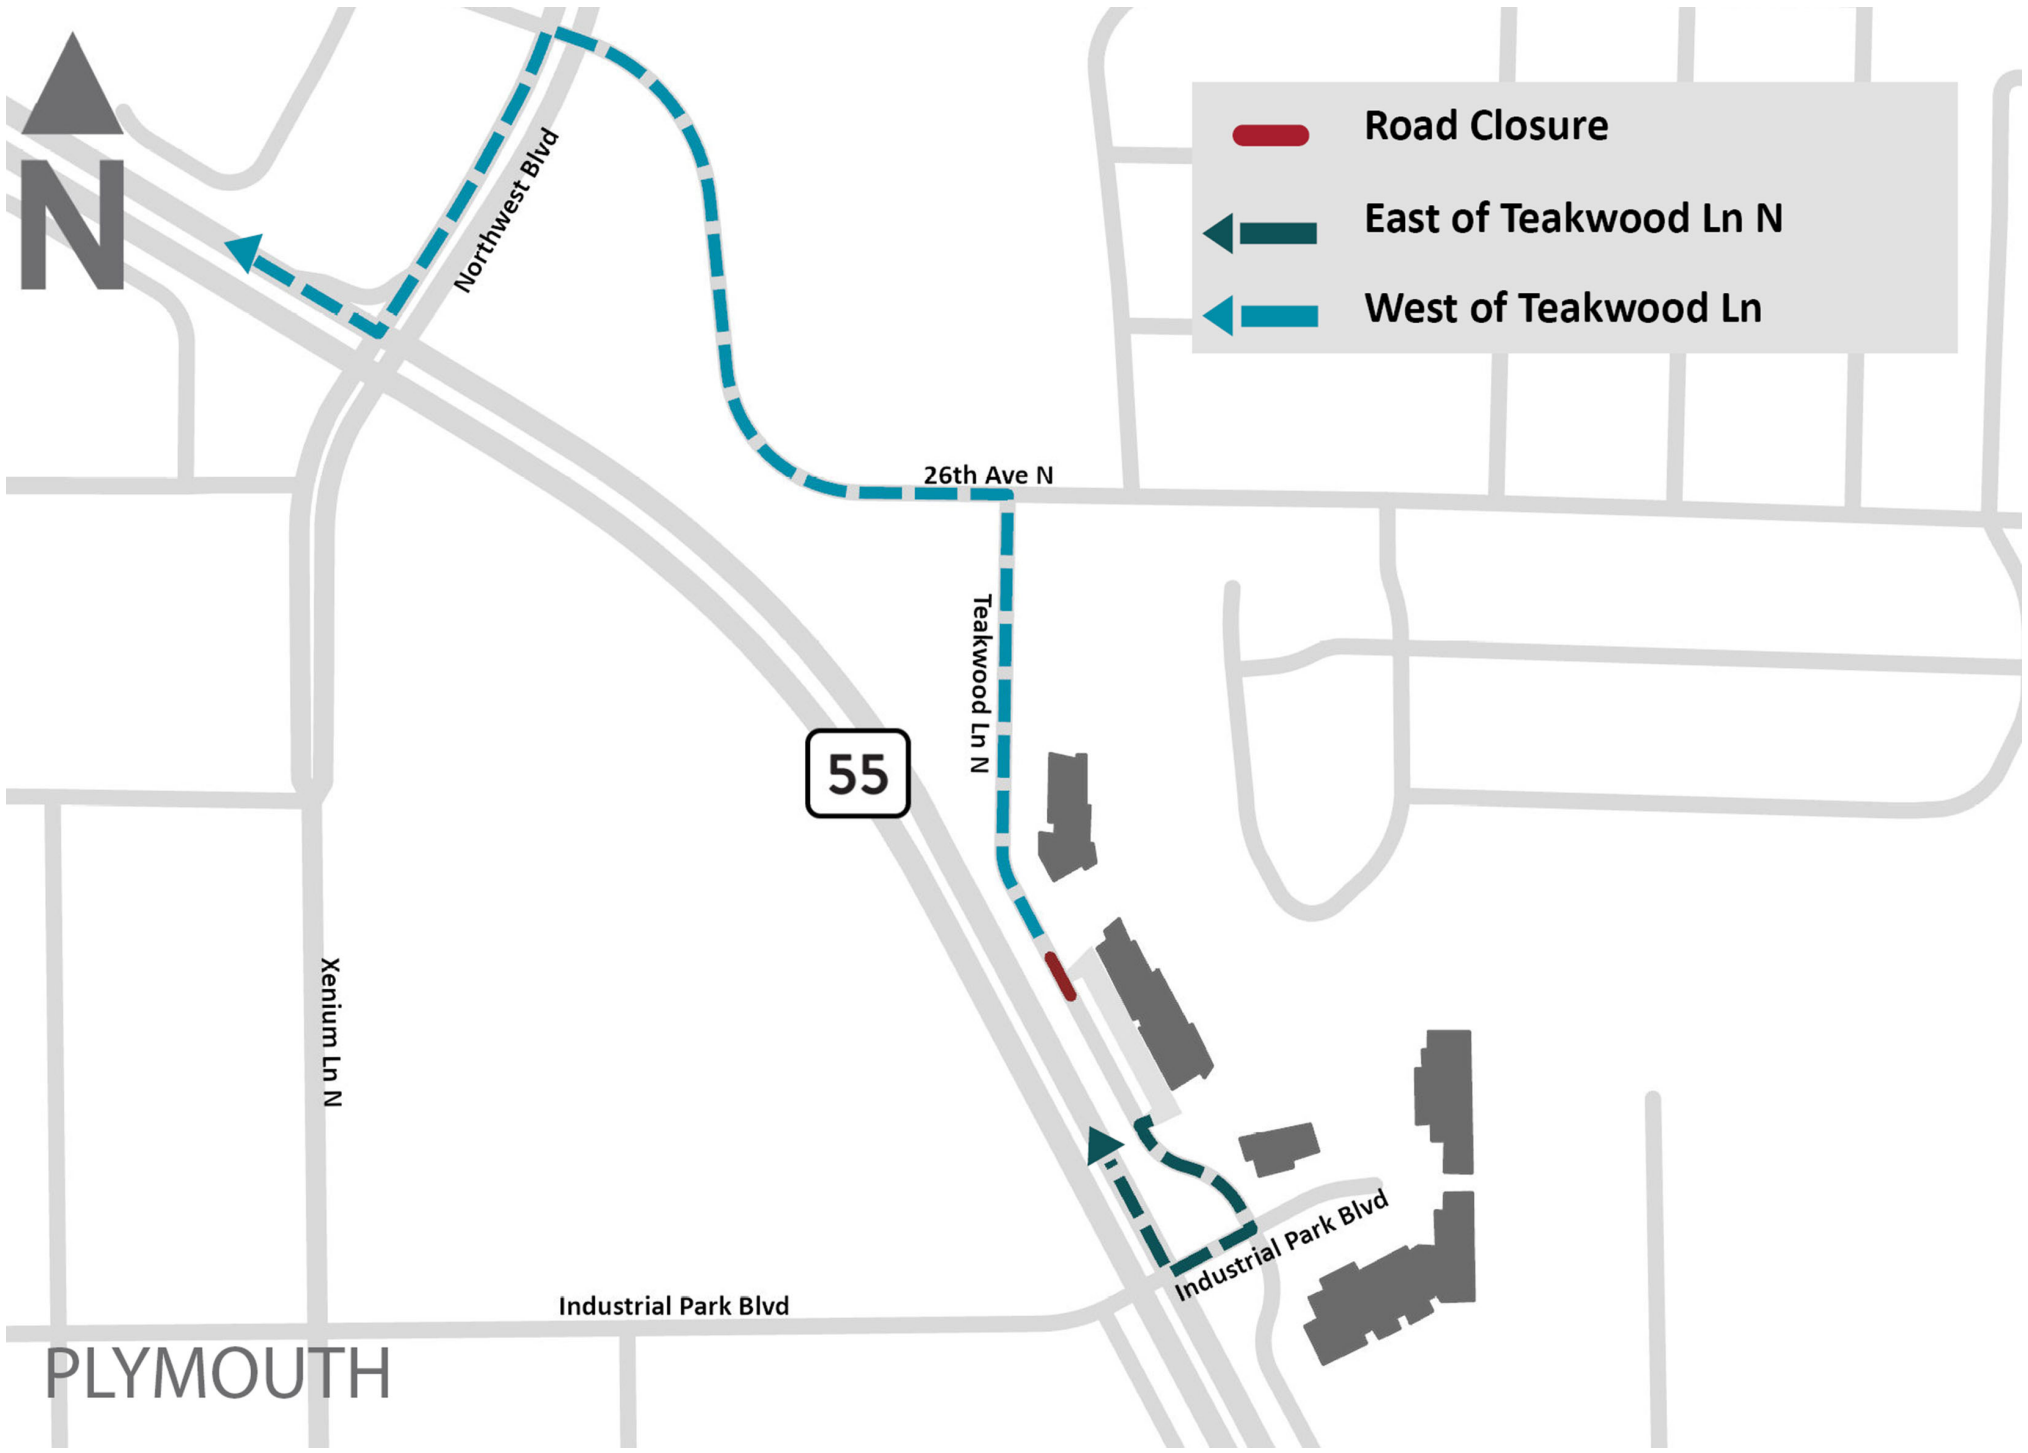 N
Northwest Blvd
Road Closure
East of Teakwood Ln N
West of Teakwood Ln
26th Ave N
Teakwood Ln N
55
Xenium Ln N
Industrial Park Blvd
Industrial Park Blvd
PLYMOUTH